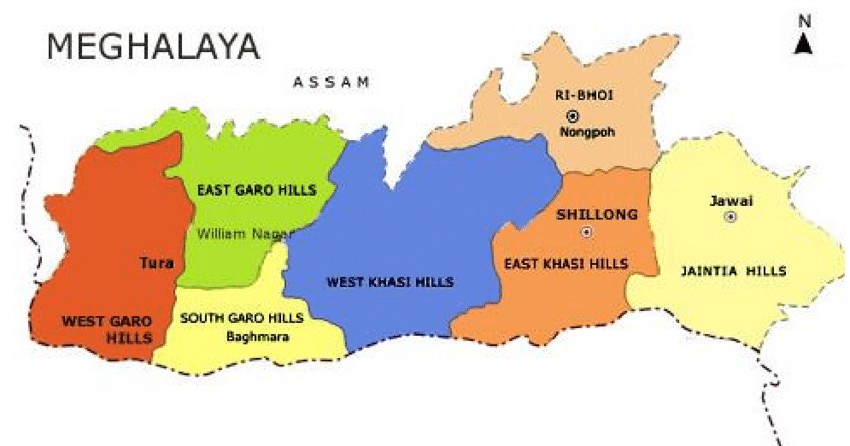 N
MEGHALAYA
ASSAM
RI-BHOI
Nongpoh
EAST GARO HILLS
William Nagar
Jawai
SHILLONG
Tura
EAST KHASI HILLS
JAINTIA HILLS
WEST KHASI HILLS
WEST GARO
HILLS
SOUTH GARO HILLS
Baghmara